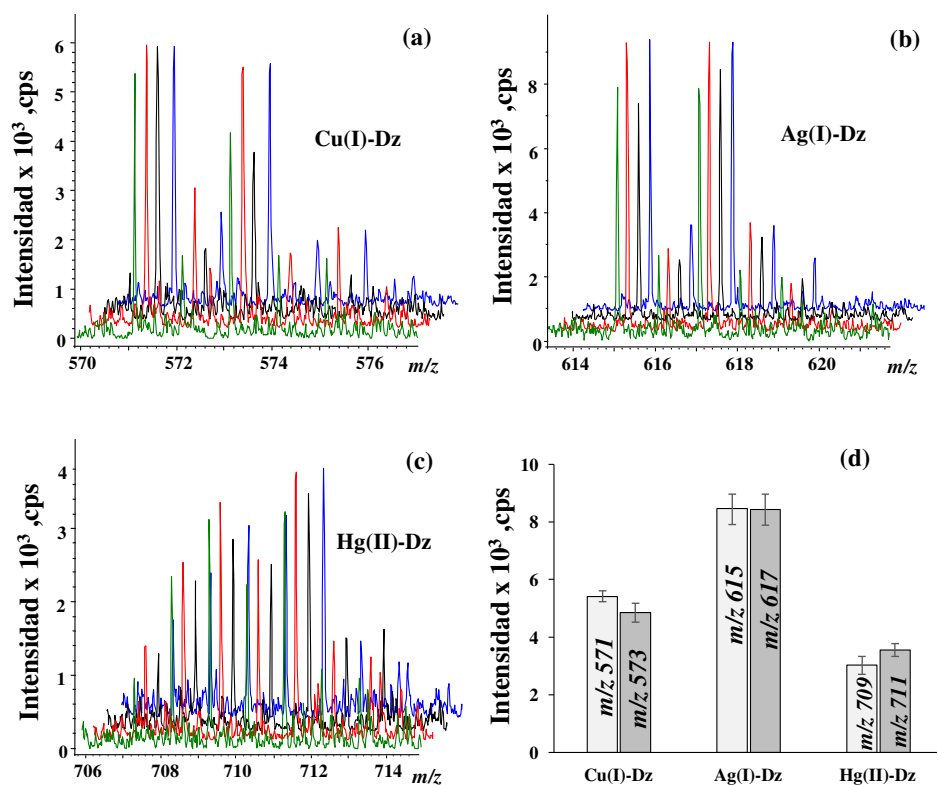 (a)
Intensidad x 10³ ,cps
6
5
4
3
2
1
0
Cu(I)-Dz
570 572 574 576 m/z
(b)
Intensidad x 10³ ,cps
8
6
4
2
0
Ag(I)-Dz
614 616 618 620 m/z
(c)
Intensidad x 10³ ,cps
4
3
2
1
0
Hg(II)-Dz
706 708 710 712 714 m/z
(d)
Intensidad x 10³ ,cps
10
8
6
4
2
0
m/z 571
m/z 573
m/z 615
m/z 617
m/z 709
m/z 711
Cu(I)-Dz Ag(I)-Dz Hg(II)-Dz